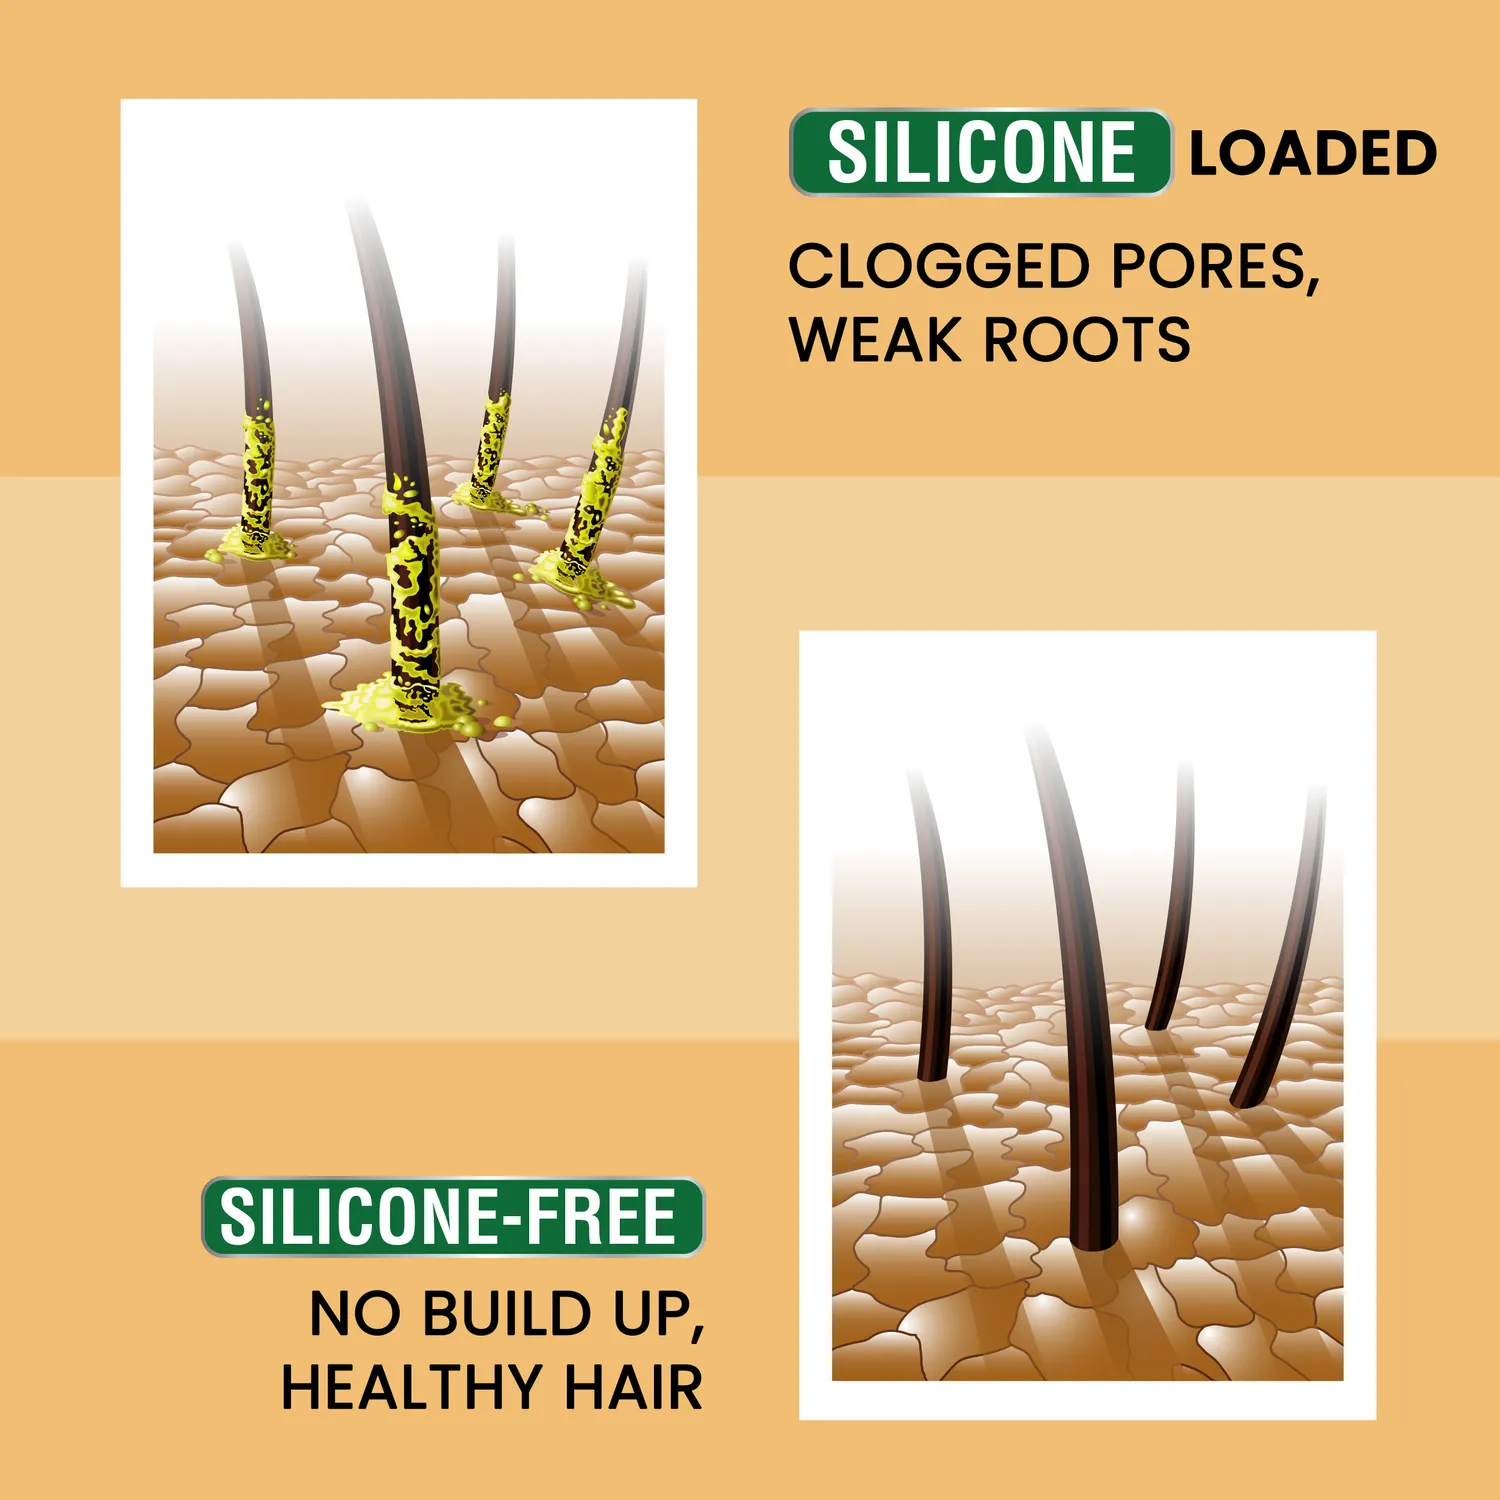 SILICONE LOADED
CLOGGED PORES,
WEAK ROOTS
SILICONE-FREE
NO BUILD UP,
HEALTHY HAIR